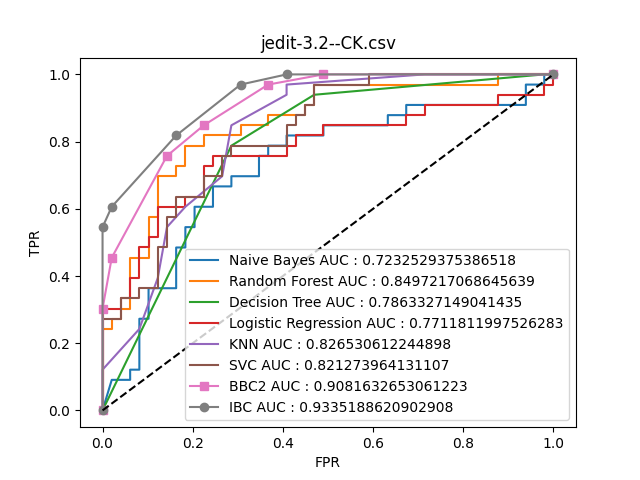 jedit-3.2--CK.csv
1.0
0.8
0.6
0.4
0.2
0.0
TPR
Naive Bayes AUC : 0.7232529375386518
Random Forest AUC : 0.8497217068645639
Decision Tree AUC : 0.7863327149041435
Logistic Regression AUC : 0.7711811997526283
KNN AUC : 0.826530612244898
SVC AUC : 0.821273964131107
BBC2 AUC : 0.9081632653061223
IBC AUC : 0.9335188620902908
0.0 0.2 0.4 0.6 0.8 1.0
FPR